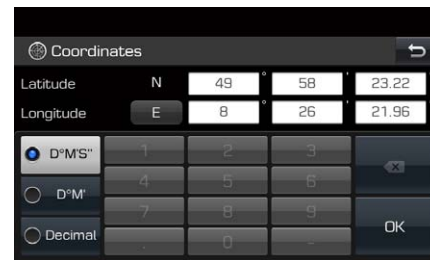 Coordinates
Latitude N 49 ° 58 ' 23.22
Longitude E 8 ° 26 ' 21.96
D°M'S" 1 2 3
D°M' 4 5 6
7 8 9
Decimal . 0 -
OK